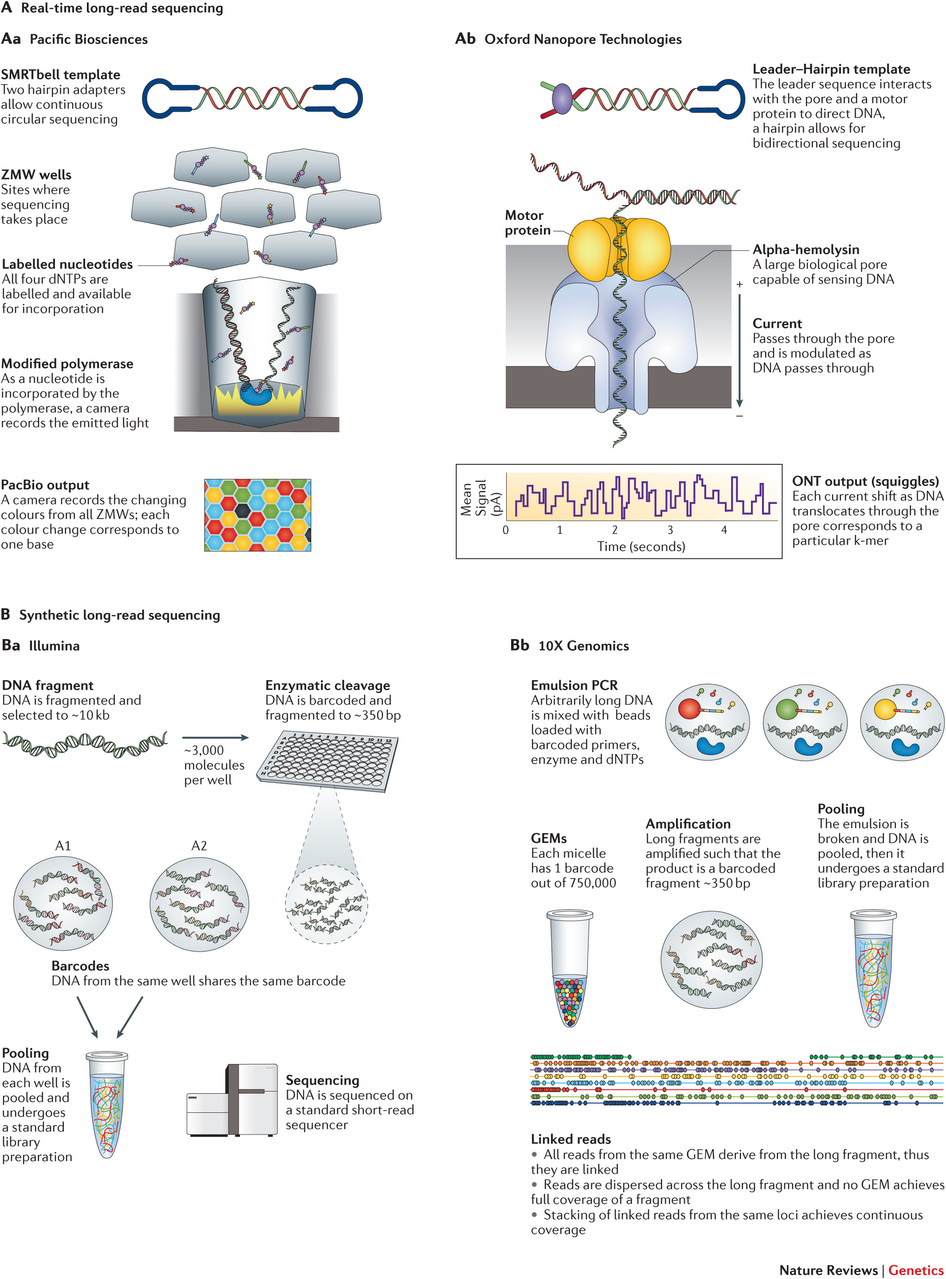 A Real-time long-read sequencing
Aa Pacific Biosciences
SMRTbell template
Two hairpin adapters
allow continuous
circular sequencing
ZMW wells
Sites where
sequencing
takes place
Labelled nucleotides
All four dNTPs are
labelled and available
for incorporation
Modified polymerase
As a nucleotide is
incorporated by the
polymerase, a camera
records the emitted light
PacBio output
A camera records the changing
colours from all ZMWs; each
colour change corresponds to
one base
Ab Oxford Nanopore Technologies
Leader–Hairpin template
The leader sequence interacts
with the pore and a motor
protein to direct DNA,
a hairpin allows for
bidirectional sequencing
Motor
protein
Alpha-hemolysin
A large biological pore
capable of sensing DNA
+
Current
Passes through the pore
and is modulated as
DNA passes through
–
Mean
Signal
(pA)
0 1 2 3 4
Time (seconds)
ONT output (squiggles)
Each current shift as DNA
translocates through the
pore corresponds to a
particular k-mer
B Synthetic long-read sequencing
Ba Illumina
DNA fragment
DNA is fragmented and
selected to ~10 kb
~3,000
molecules
per well
Enzymatic cleavage
DNA is barcoded and
fragmented to ~350 bp
A1
A2
Barcodes
DNA from the same well shares the same barcode
Pooling
DNA from
each well is
pooled and
undergoes
a standard
library
preparation
Sequencing
DNA is sequenced on
a standard short-read
sequencer
Bb 10X Genomics
Emulsion PCR
Arbitrarily long DNA
is mixed with beads
loaded with
barcoded primers,
enzyme and dNTPs
GEMs
Each micelle
has 1 barcode
out of 750,000
Amplification
Long fragments are
amplified such that the
product is a barcoded
fragment ~350 bp
Pooling
The emulsion is
broken and DNA is
pooled, then it
undergoes a standard
library preparation
Linked reads
• All reads from the same GEM derive from the long fragment, thus
they are linked
• Reads are dispersed across the long fragment and no GEM achieves
full coverage of a fragment
• Stacking of linked reads from the same loci achieves continuous
coverage
Nature Reviews | Genetics